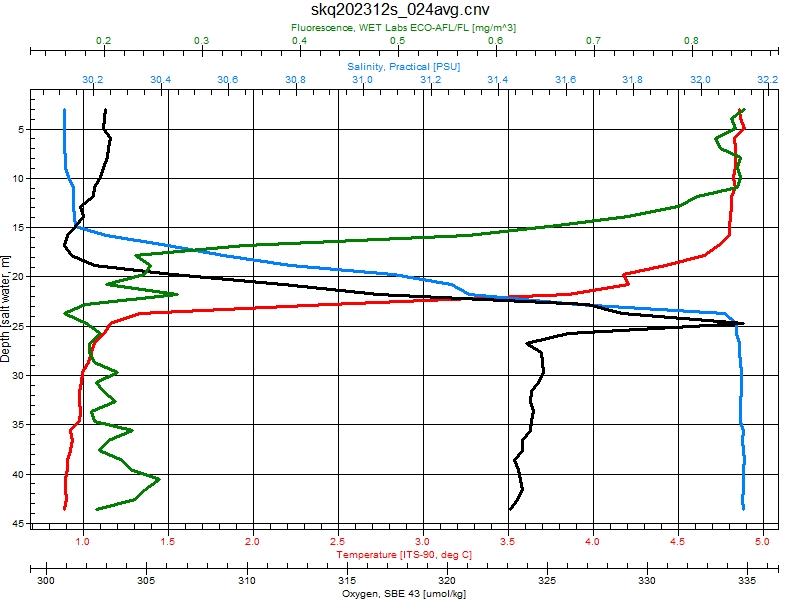 skq202312s_024avg.cnv
Fluorescence, WET Labs ECO-AFL/FL [mg/m^3]
0.2 0.3 0.4 0.5 0.6 0.7 0.8
Salinity, Practical [PSU]
30.2 30.4 30.6 30.8 31.0 31.2 31.4 31.6 31.8 32.0 32.2
Depth [salt water, m]
5
10
15
20
25
30
35
40
45
1.0 1.5 2.0 2.5 3.0 3.5 4.0 4.5 5.0
Temperature [ITS-90, deg C]
300 305 310 315 320 325 330 335
Oxygen, SBE 43 [umol/kg]